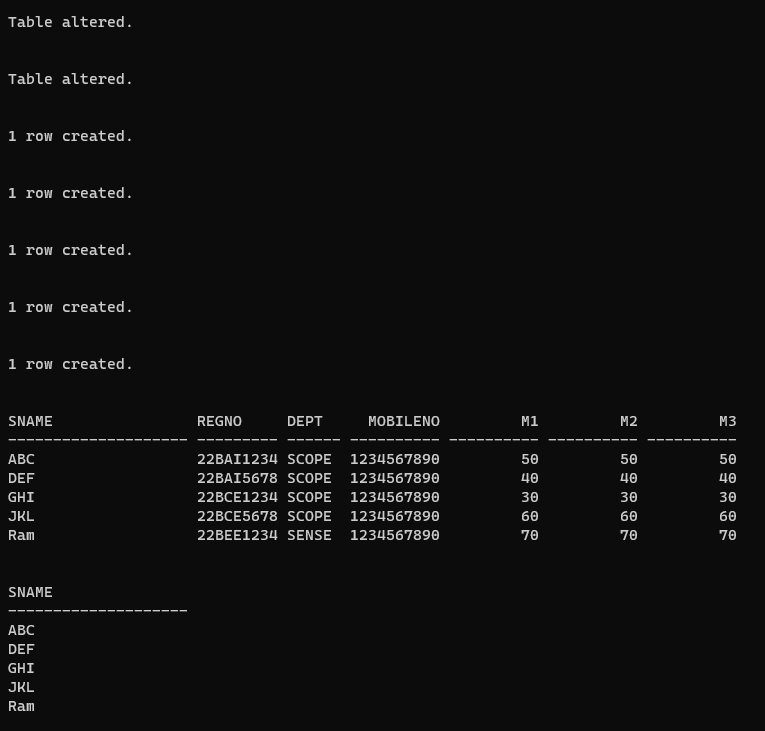 Table altered.
Table altered.
1 row created.
1 row created.
1 row created.
1 row created.
1 row created.
SNAME                REGNO     DEPT     MOBILENO         M1         M2         M3
-------------------- --------- ------ ---------- ---------- ---------- ----------
ABC                  22BAI1234 SCOPE  1234567890         50         50         50
DEF                  22BAI5678 SCOPE  1234567890         40         40         40
GHI                  22BCE1234 SCOPE  1234567890         30         30         30
JKL                  22BCE5678 SCOPE  1234567890         60         60         60
Ram                  22BEE1234 SENSE  1234567890         70         70         70
SNAME
--------------------
ABC
DEF
GHI
JKL
Ram